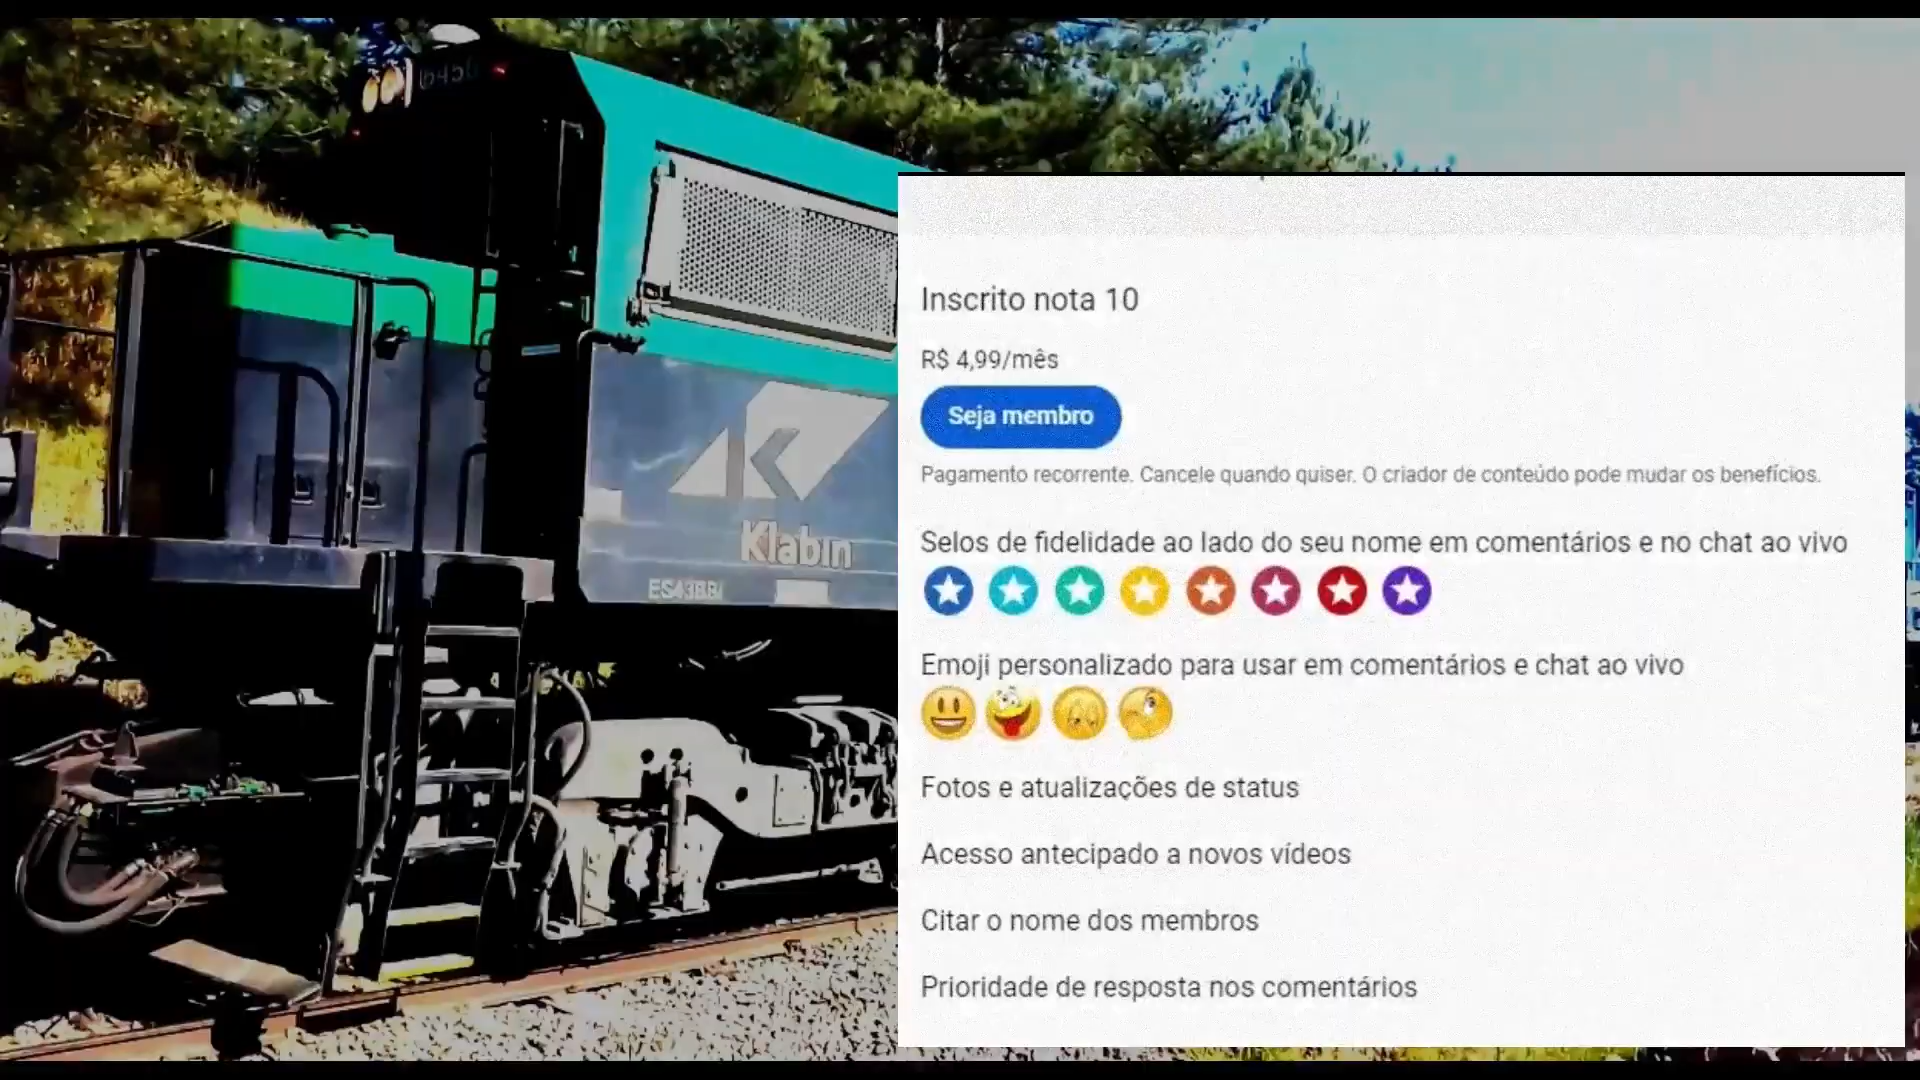 Klabin
Inscrito nota 10
R$ 4,99/mês
Seja membro
Pagamento recorrente. Cancele quando quiser. O criador de conteúdo pode mudar os benefícios.
Selos de fidelidade ao lado do seu nome em comentários e no chat ao vivo
Emoji personalizado para usar em comentários e chat ao vivo
Fotos e atualizações de status
Acesso antecipado a novos vídeos
Citar o nome dos membros
Prioridade de resposta nos comentários